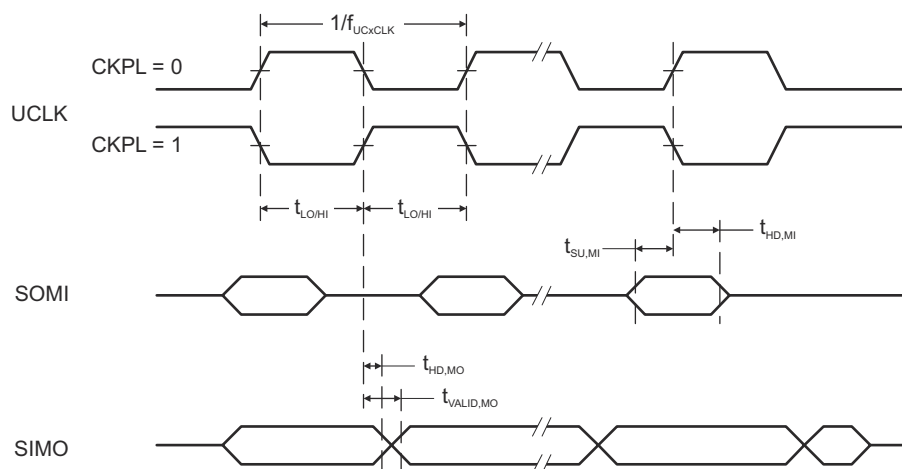 1/fUCxCLK
CKPL = 0
UCLK
CKPL = 1
tLO/HI tLO/HI
tHD,MI
tSU,MI
SOMI
tHD,MO
tVALID,MO
SIMO